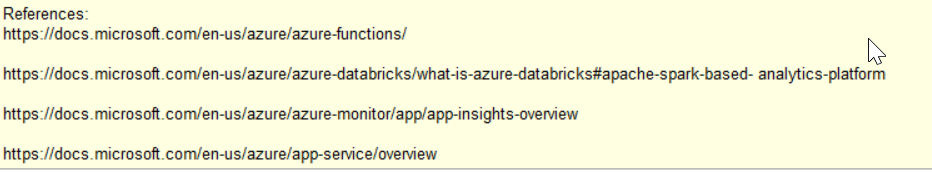 References:
https://docs.microsoft.com/en-us/azure/azure-functions/
https://docs.microsoft.com/en-us/azure/azure-databricks/what-is-azure-databricks#apache-spark-based- analytics-platform
https://docs.microsoft.com/en-us/azure/azure-monitor/app/app-insights-overview
https://docs.microsoft.com/en-us/azure/app-service/overview